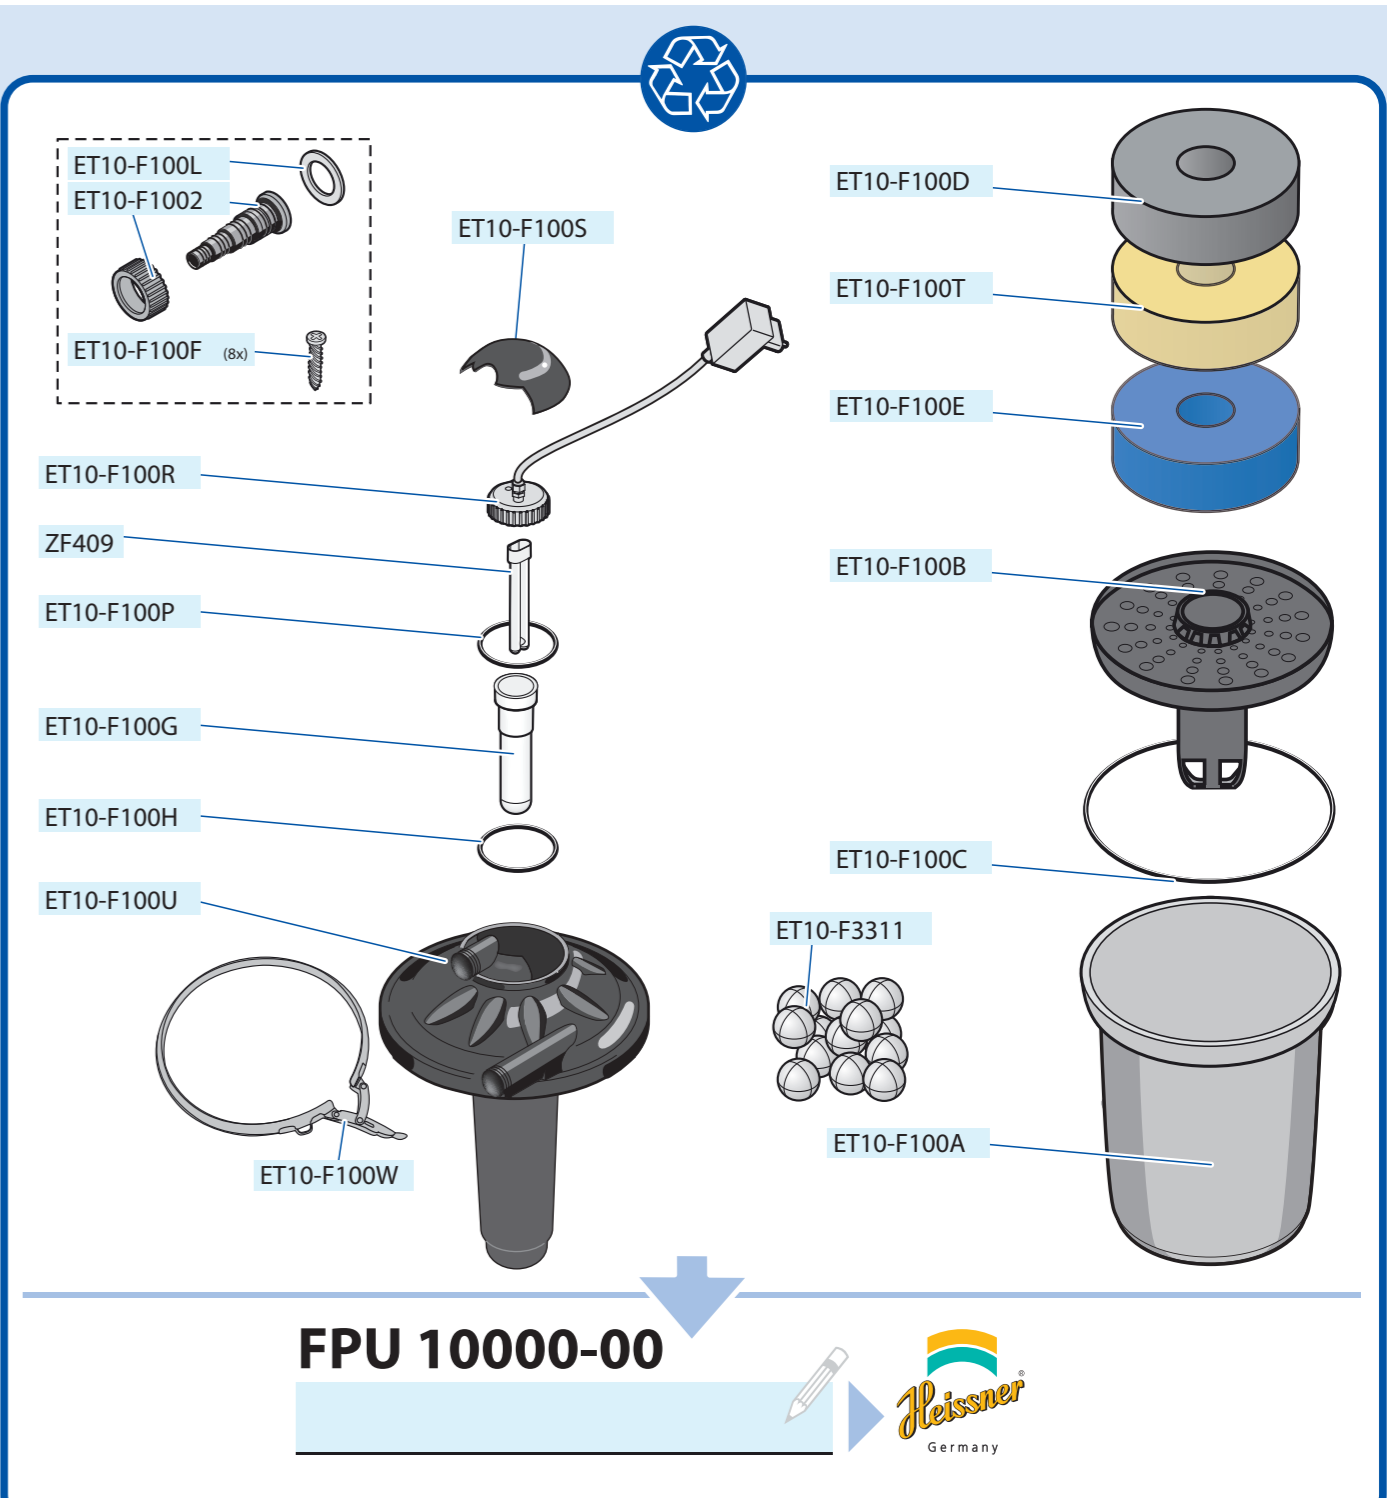 ET10-F100L
ET10-F1002
ET10-F100F (8x)
ET10-F100S
ET10-F100R
ZF409
ET10-F100P
ET10-F100G
ET10-F100H
ET10-F100U
ET10-F100W
ET10-F100D
ET10-F100T
ET10-F100E
ET10-F100B
ET10-F100C
ET10-F3311
ET10-F100A
FPU 10000-00
Heissner®
Germany